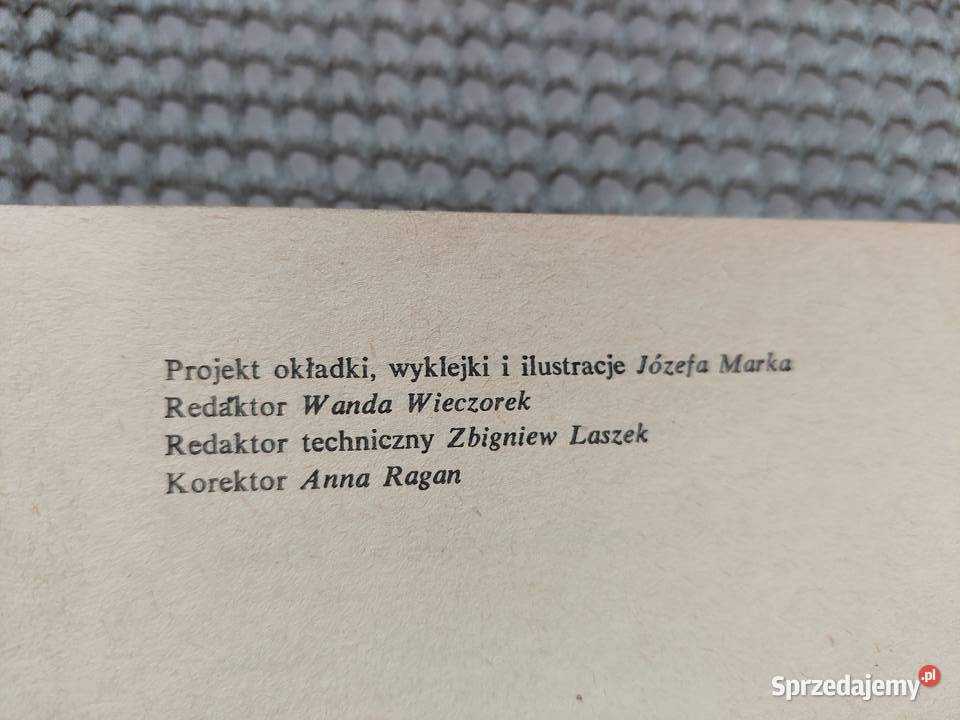 Projekt okładki, wyklejki i ilustracje Józefa Marka
Redaktor Wanda Wieczorek
Redaktor techniczny Zbigniew Laszek
Korektor Anna Ragan
Sprzedajemy.pl